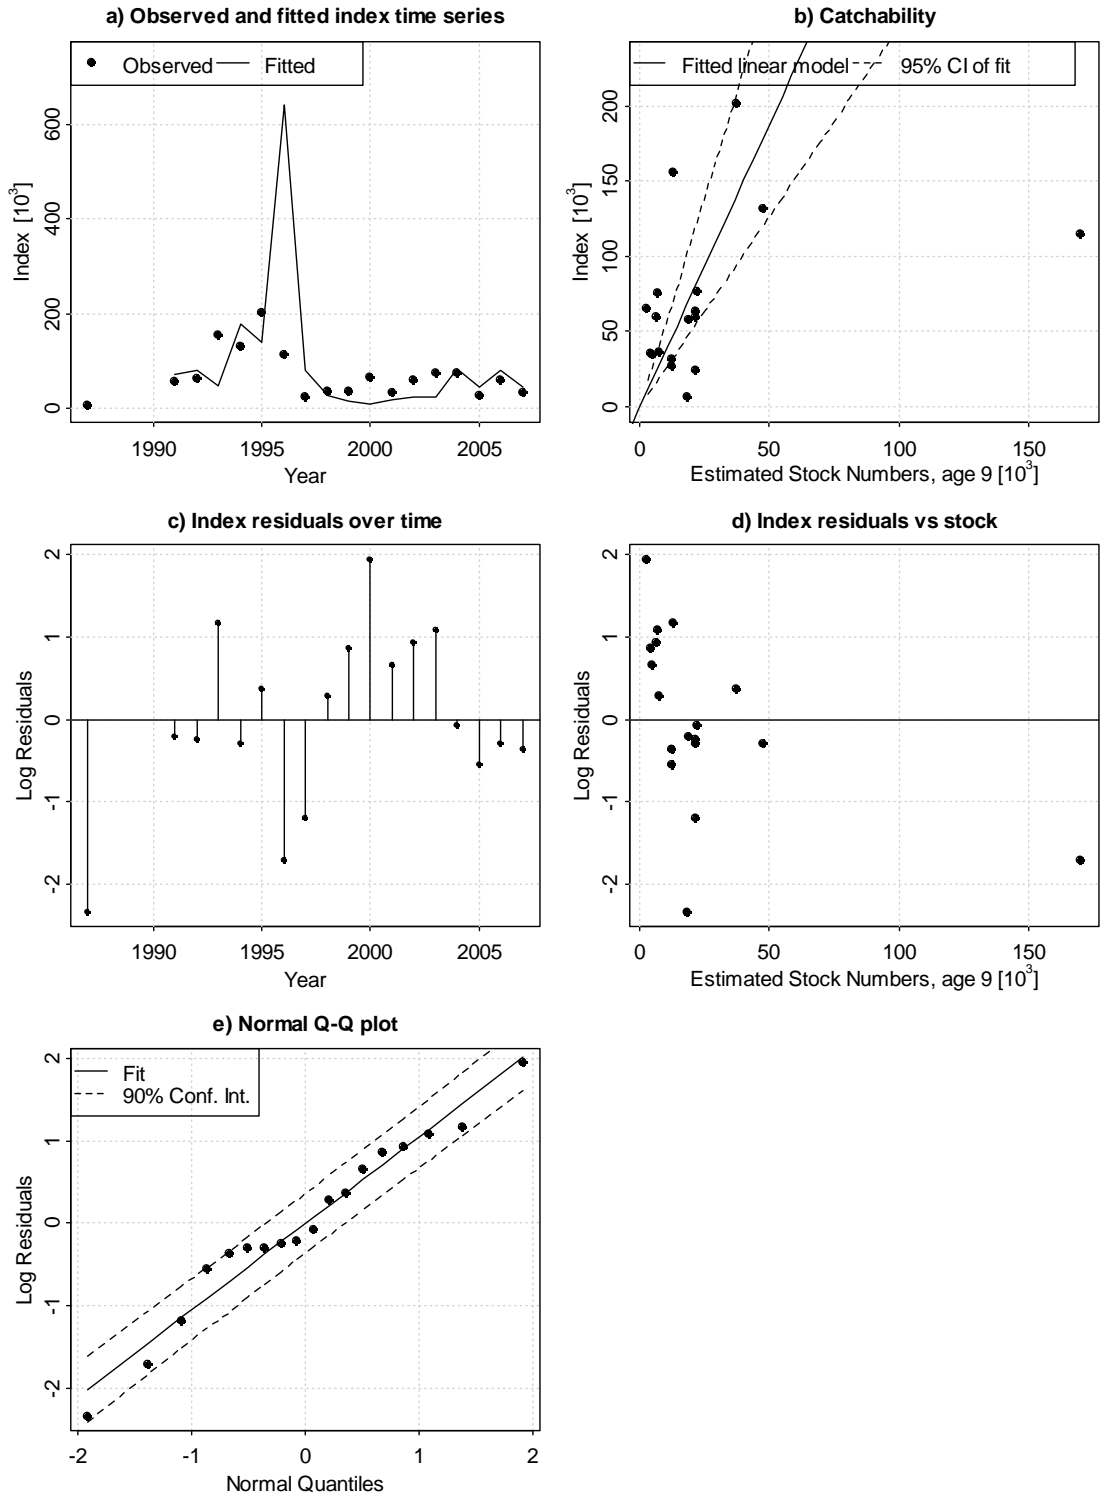 a) Observed and fitted index time series
Observed
Fitted
600
400
200
0
Index [10³]
1990
1995
2000
2005
Year
b) Catchability
Fitted linear model
95% CI of fit
200
150
100
50
0
Index [10³]
0
50
100
150
Estimated Stock Numbers, age 9 [10³]
c) Index residuals over time
2
1
0
-1
-2
Log Residuals
1990
1995
2000
2005
Year
d) Index residuals vs stock
2
1
0
-1
-2
Log Residuals
0
50
100
150
Estimated Stock Numbers, age 9 [10³]
e) Normal Q-Q plot
Fit
90% Conf. Int.
2
1
0
-1
-2
Log Residuals
-2
-1
0
1
2
Normal Quantiles